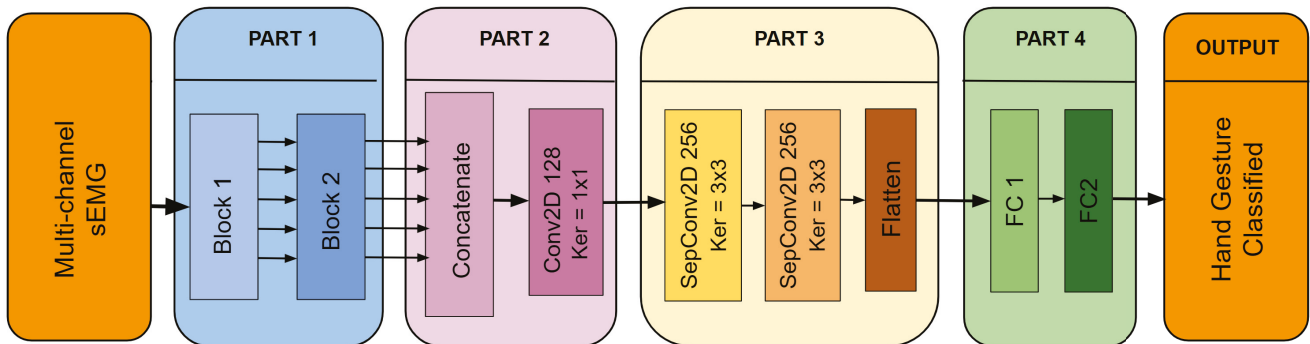 Multi-channel
sEMG
PART 1
Block 1
Block 2
PART 2
Concatenate
Conv2D 128
Ker = 1x1
PART 3
SepConv2D 256
Ker = 3x3
SepConv2D 256
Ker = 3x3
Flatten
PART 4
FC 1
FC2
OUTPUT
Hand Gesture
Classified